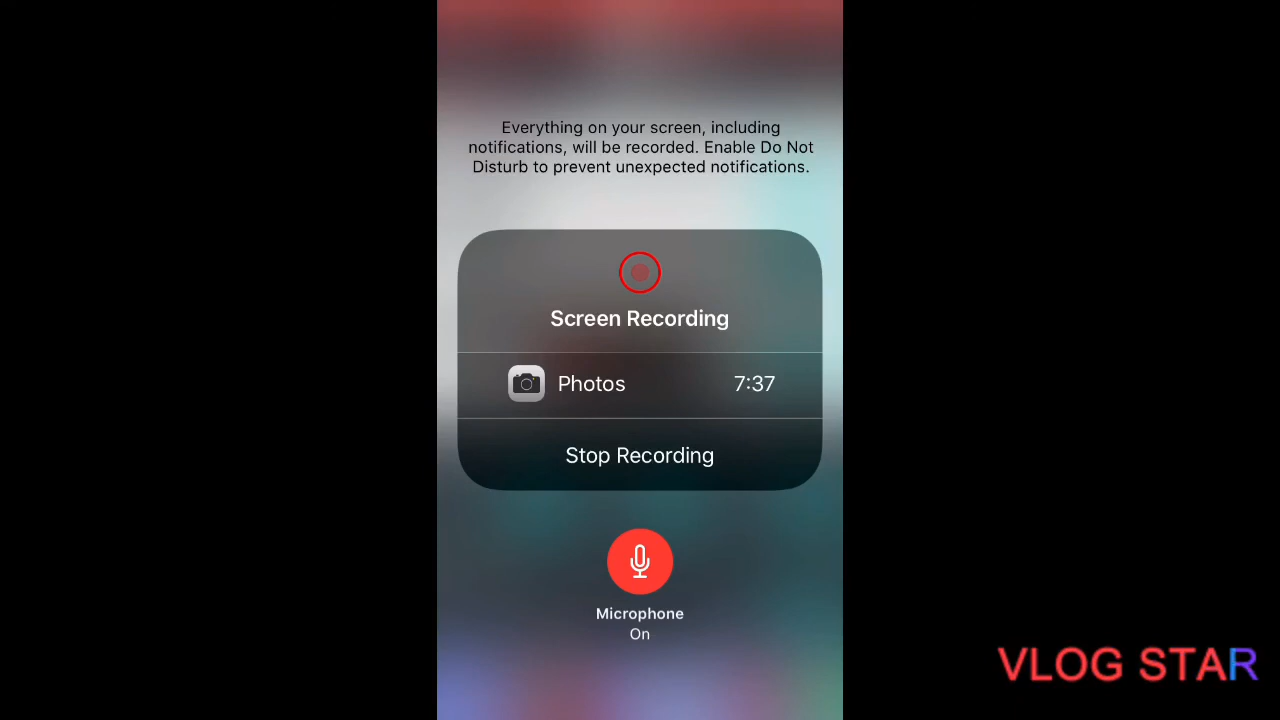 Everything on your screen, including
notifications, will be recorded. Enable Do Not
Disturb to prevent unexpected notifications.
Screen Recording
Photos 7:37
Stop Recording
Microphone
On
VLOG STAR